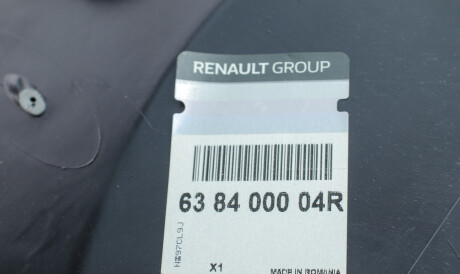 RENAULT GROUP
63 84 000 04R
X1
MADE IN ROMANIA